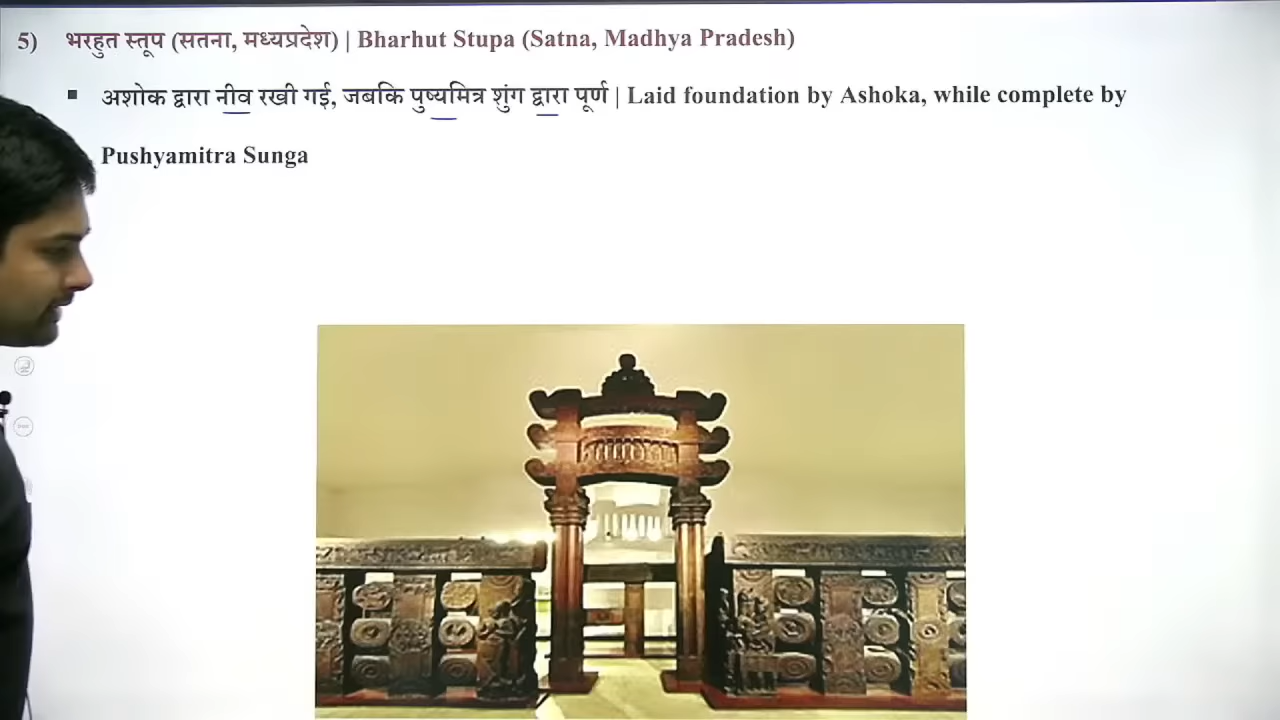 5) भरहुत स्तूप (सतना, मध्यप्रदेश) | Bharhut Stupa (Satna, Madhya Pradesh)
▪ अशोक द्वारा नीव रखी गई, जबकि पुष्यमित्र शुंग द्वारा पूर्ण | Laid foundation by Ashoka, while complete by
Pushyamitra Sunga